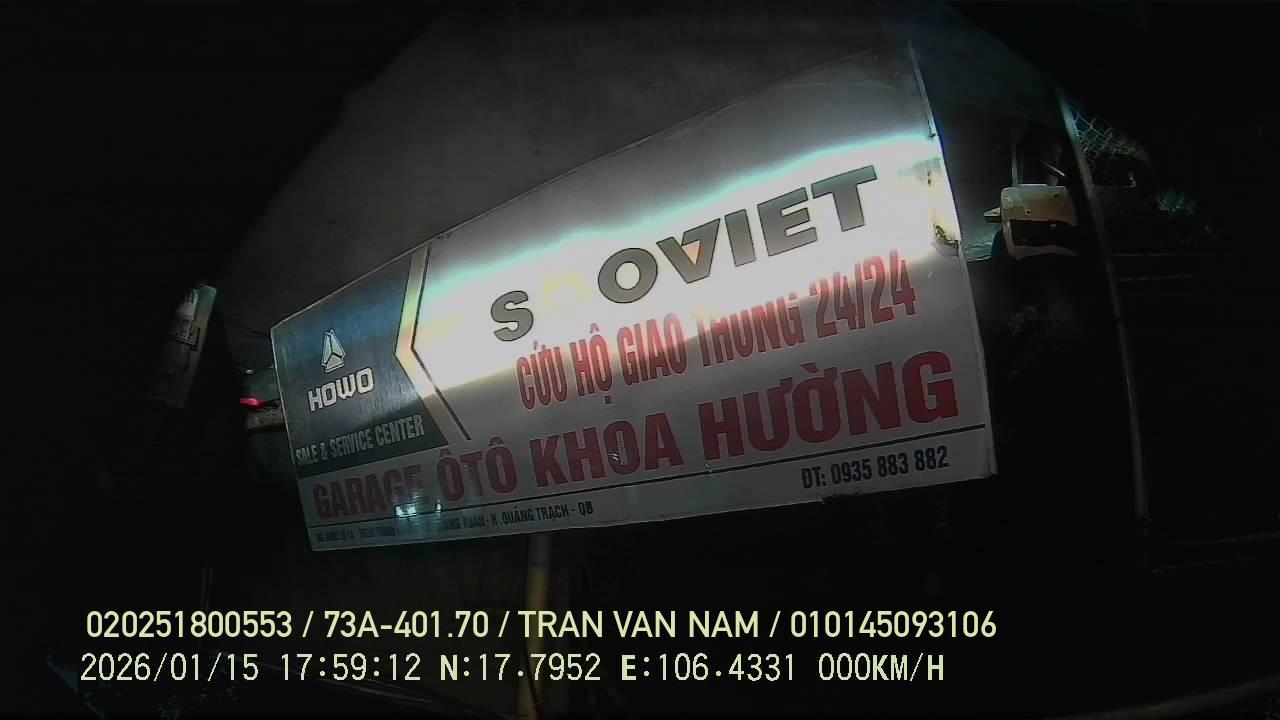 SAOVIET
HOWO
SALE & SERVICE CENTER
CỨU HỘ GIAO THÔNG 24/24
GARAGE ÔTÔ KHOA HƯỜNG
XUÂN - H. QUẢNG TRẠCH - QB
ĐT: 0935 883 882
020251800553 / 73A-401.70 / TRAN VAN NAM / 010145093106
2026/01/15 17:59:12 N:17.7952 E:106.4331 000KM/H